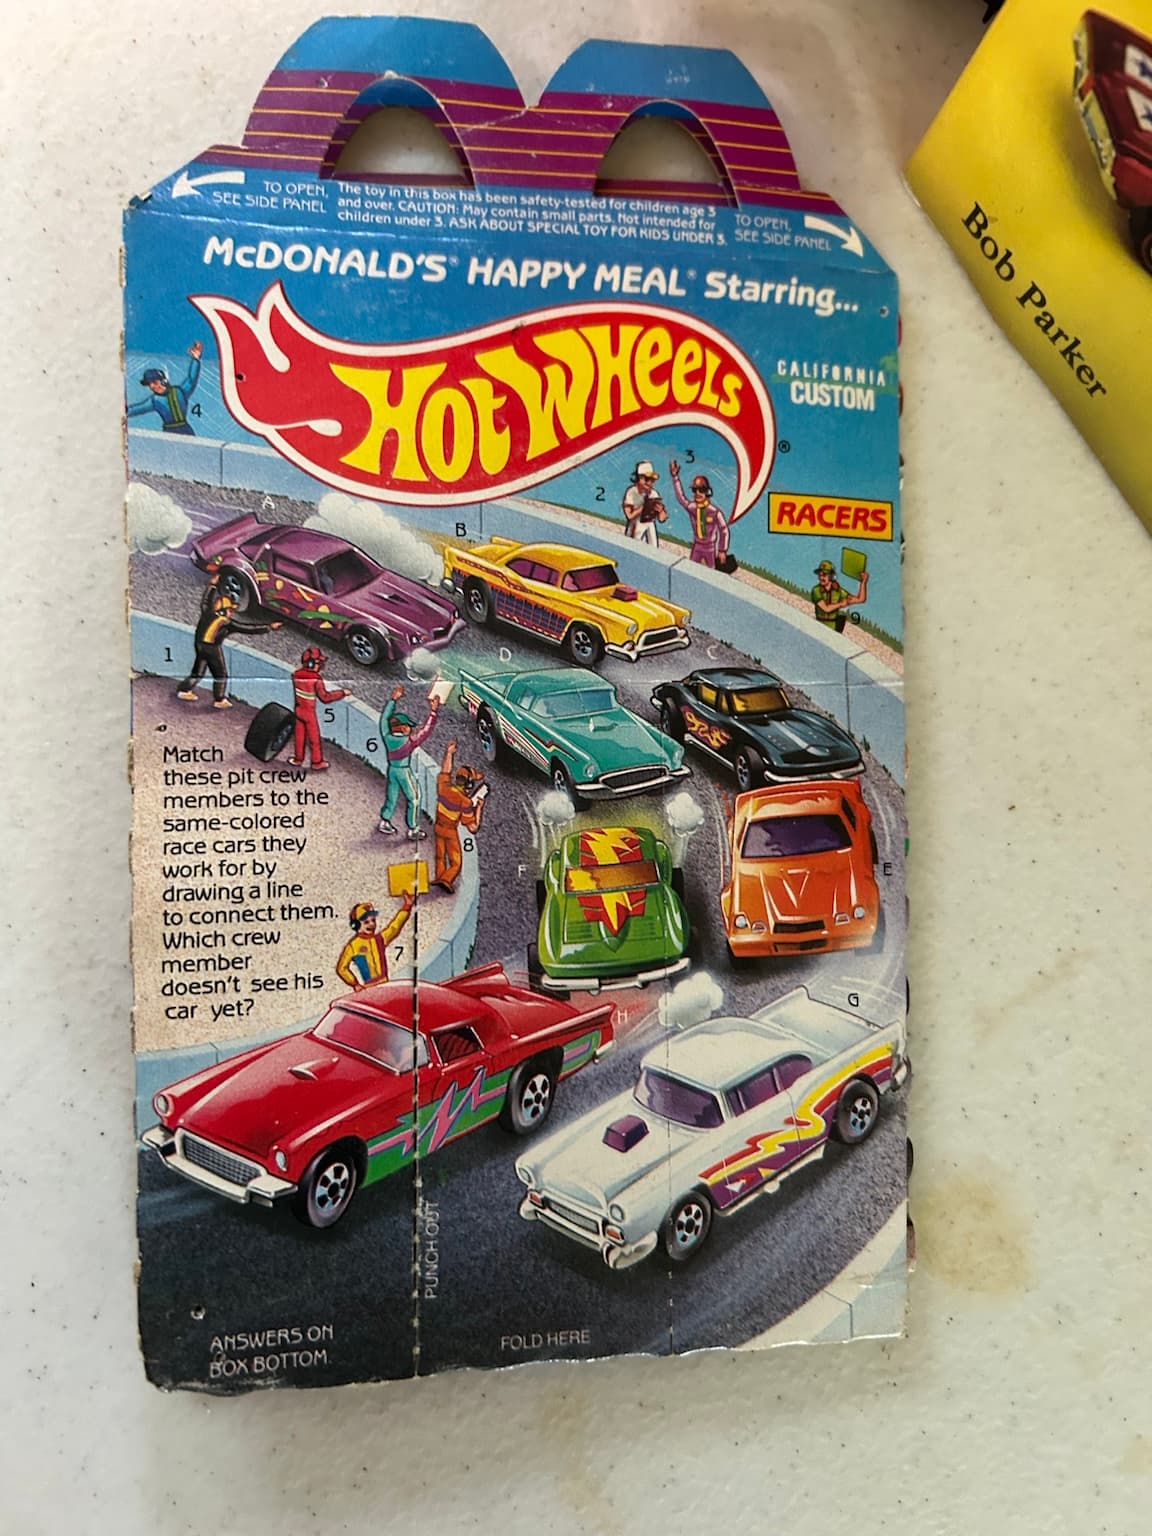 TO OPEN,
SEE SIDE PANEL
The toy in this box has been safety-tested for children age 3
and over. CAUTION: May contain small parts. Not intended for
children under 3. ASK ABOUT SPECIAL TOY FOR KIDS UNDER 3.
TO OPEN,
SEE SIDE PANEL
McDONALD'S® HAPPY MEAL® Starring...
HOT WHEELS
®
CALIFORNIA
CUSTOM
RACERS
4
3
2
A
B
9
1
D
C
5
6
Match
these pit crew
members to the
same-colored
race cars they
work for by
drawing a line
to connect them.
Which crew
member
doesn't see his
car yet?
8
F
E
7
H
G
PUNCH OUT
ANSWERS ON
BOX BOTTOM.
FOLD HERE
Bob Parker